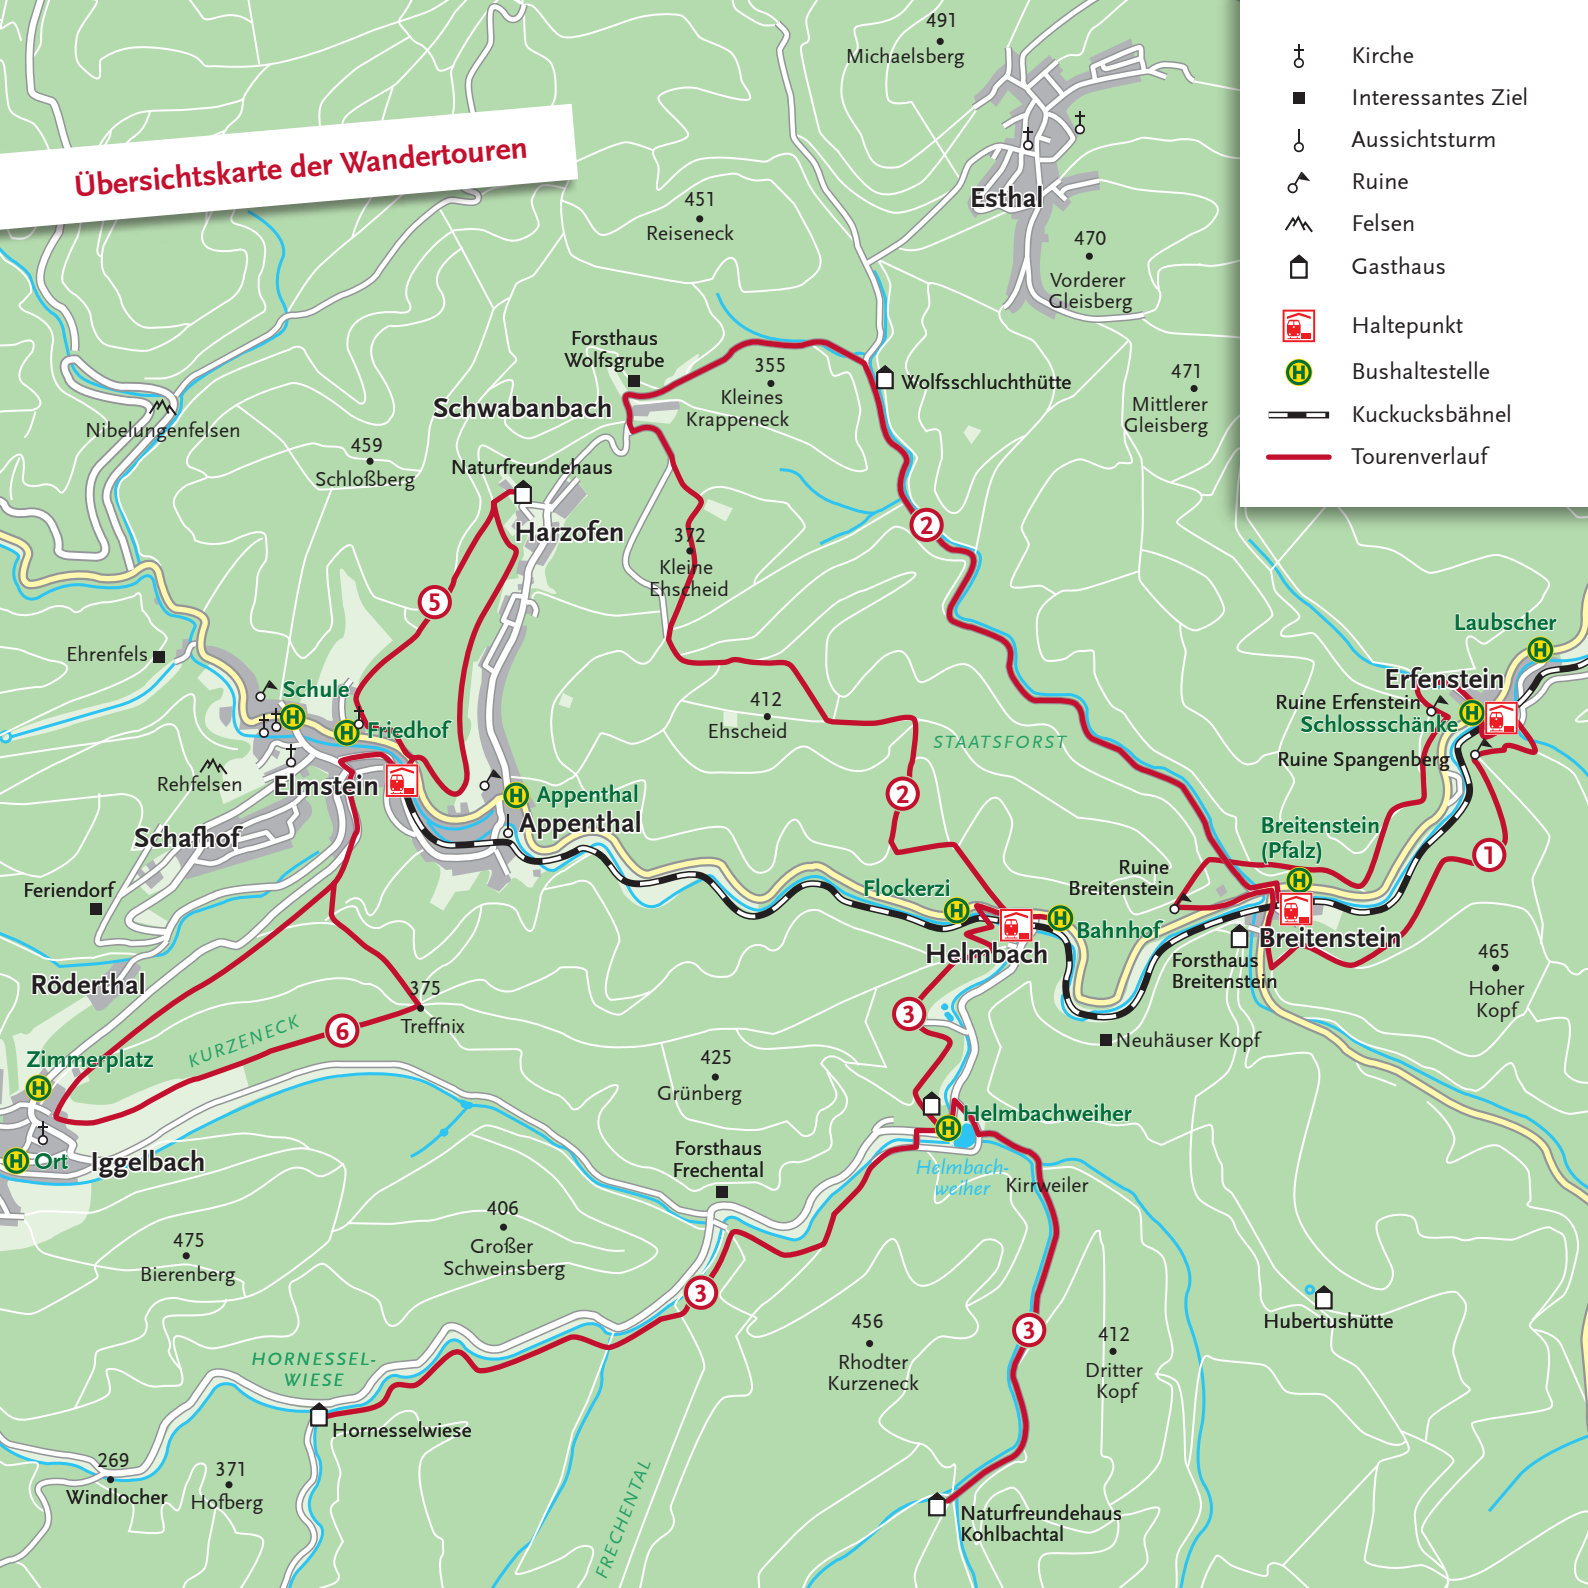 Übersichtskarte der Wandertouren
Kirche
Interessantes Ziel
Aussichtsturm
Ruine
Felsen
Gasthaus
Haltepunkt
H Bushaltestelle
Kuckucksbähnel
Tourenverlauf
491
Michaelsberg
Esthal
451
Reiseneck
470
Vorderer
Gleisberg
Forsthaus
Wolfsgrube
355
Kleines
Krappeneck
Wolfsschluchthütte
471
Mittlerer
Gleisberg
Schwabanbach
Nibelungenfelsen
459
Schloßberg
Naturfreundehaus
Harzofen
2
372
Kleine
Ehscheid
5
Laubscher
H
Ehrenfels
Erfenstein
Schule
H
Ruine Erfenstein
Schlossschänke
H
412
Ehscheid
H
Friedhof
STAATSFORST
Ruine Spangenberg
Rehfelsen
Elmstein
H
Appenthal
2
Appenthal
Schafhof
Breitenstein
(Pfalz)
H
1
Ruine
Breitenstein
Feriendorf
Flockerzi
H
H
Bahnhof
Helmbach
Breitenstein
Forsthaus
Breitenstein
465
Hoher
Kopf
Röderthal
375
Treffnix
3
6
KURZENECK
Neuhäuser Kopf
Zimmerplatz
H
425
Grünberg
Helmbachweiher
H
H
Ort
Iggelbach
Forsthaus
Frechental
Helmbach-
weiher
Kirrweiler
406
Großer
Schweinsberg
475
Bierenberg
3
Hubertushütte
456
Rhodter
Kurzeneck
3
412
Dritter
Kopf
HORNESSEL-
WIESE
Hornesselwiese
269
Windlocher
371
Hofberg
FRECHENTAL
Naturfreundehaus
Kohlbachtal